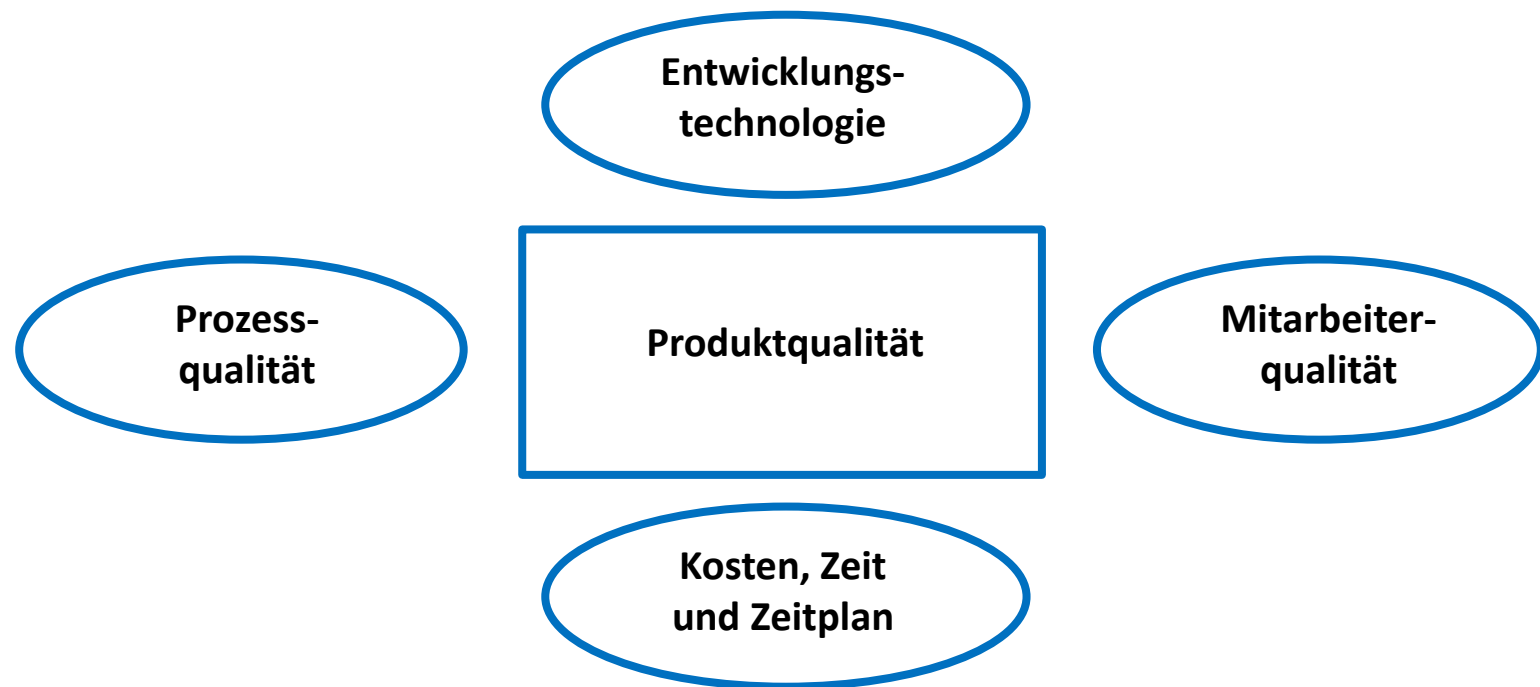 Entwicklungs-
technologie
Prozess-
qualität
Produktqualität
Mitarbeiter-
qualität
Kosten, Zeit
und Zeitplan